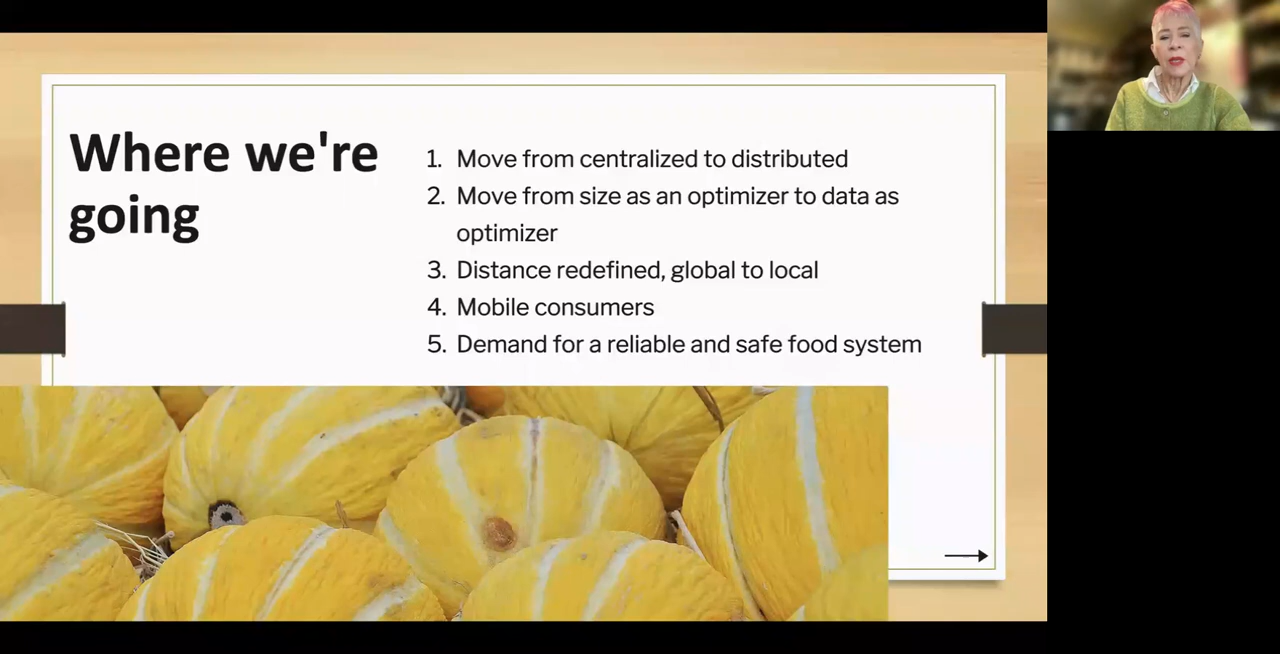 Where we're
going
1. Move from centralized to distributed
2. Move from size as an optimizer to data as
optimizer
3. Distance redefined, global to local
4. Mobile consumers
5. Demand for a reliable and safe food system